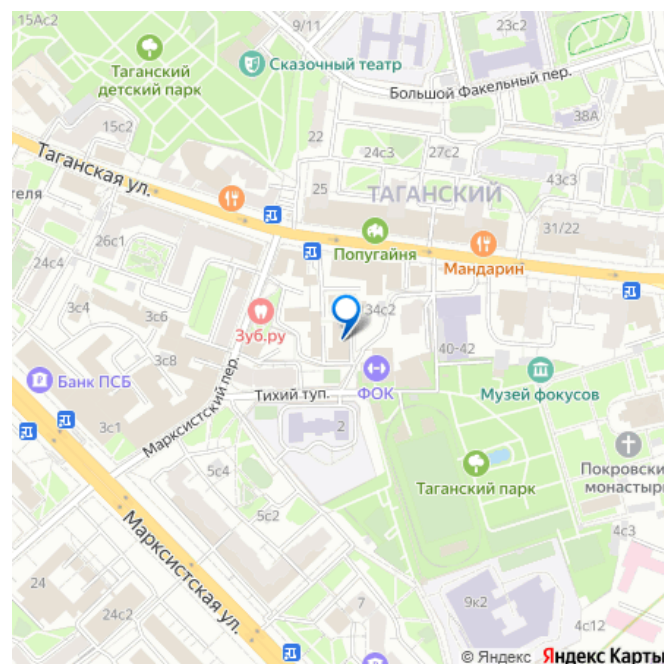 15Ас2
9/11
23с2
Таганский
детский парк
Сказочный театр
Большой Факельный пер.
38А
15с2
22
24с3
27с2
Таганская ул.
43с3
25
ТАГАНСКИЙ
ителя
31/22
26с1
Попугайня
Мандарин
24с4
3с4
3с6
34с2
Зуб.ру
40-42
3с8
Банк ПСБ
ФОК
Музей фокусов
Марксистский пер.
Тихий туп.
3с1
2
Покровский
монастырь
5с4
Таганский парк
5с2
4с3
Марксистская ул.
24
7
9к2
24с2
4с12
© Яндекс Яндекс Карты